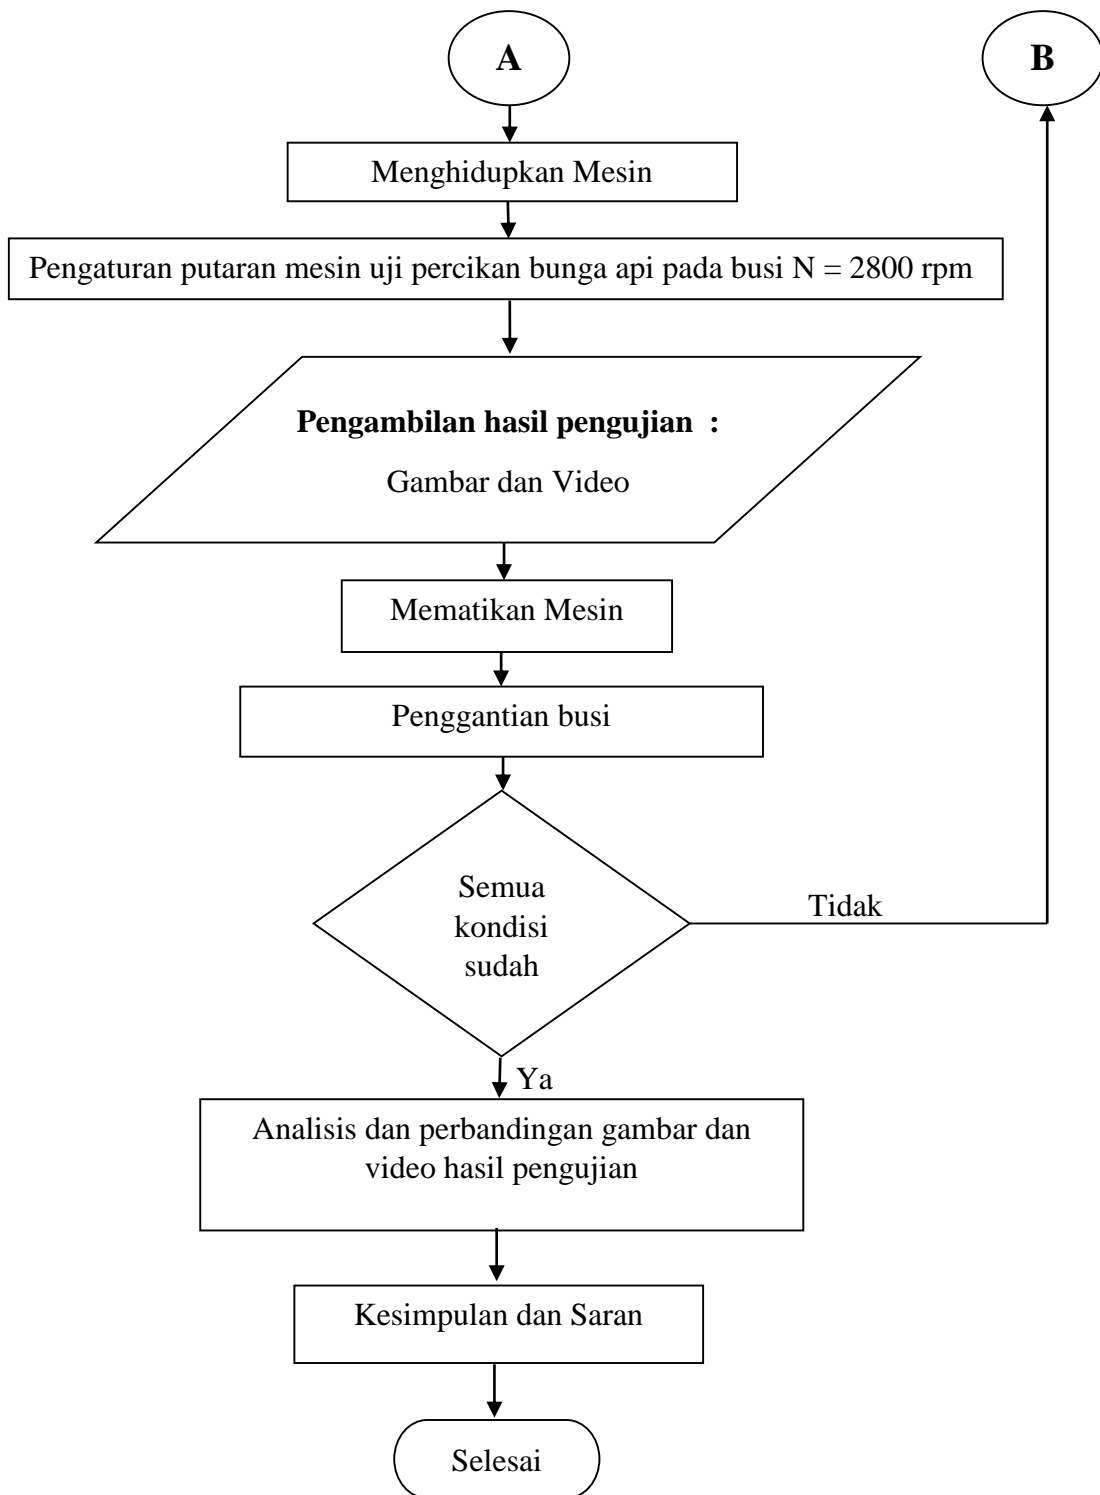 A
B
Menghidupkan Mesin
Pengaturan putaran mesin uji percikan bunga api pada busi N = 2800 rpm
Pengambilan hasil pengujian :
Gambar dan Video
Mematikan Mesin
Penggantian busi
Semua
kondisi
sudah
Tidak
Ya
Analisis dan perbandingan gambar dan
video hasil pengujian
Kesimpulan dan Saran
Selesai